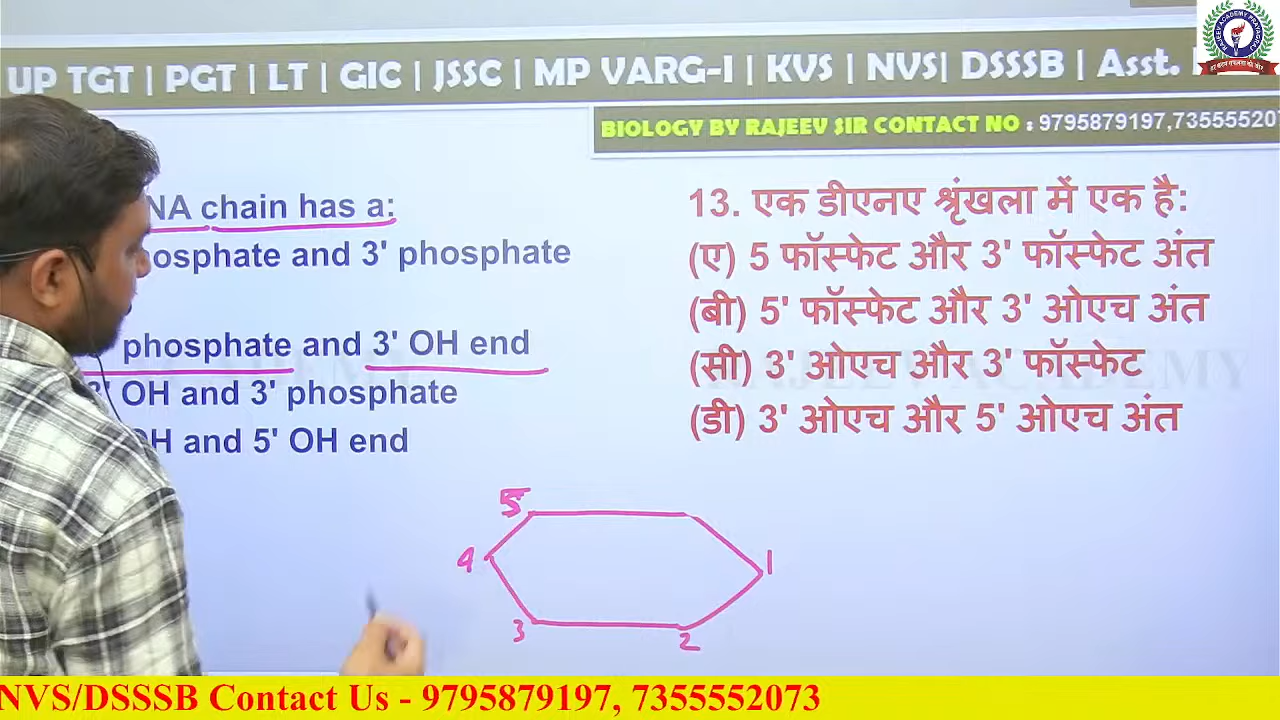 UP TGT | PGT | LT | GIC | JSSC | MP VARG-I | KVS | NVS| DSSSB | Asst.
BIOLOGY BY RAJEEV SIR CONTACT NO : 9795879197,73555520
NA chain has a:
osphate and 3' phosphate
phosphate and 3' OH end
3' OH and 3' phosphate
OH and 5' OH end
13. एक डीएनए श्रृंखला में एक है:
(ए) 5 फॉस्फेट और 3' फॉस्फेट अंत
(बी) 5' फॉस्फेट और 3' ओएच अंत
(सी) 3' ओएच और 3' फॉस्फेट
(डी) 3' ओएच और 5' ओएच अंत
5
4
1
3
2
NVS/DSSSB Contact Us - 9795879197, 7355552073